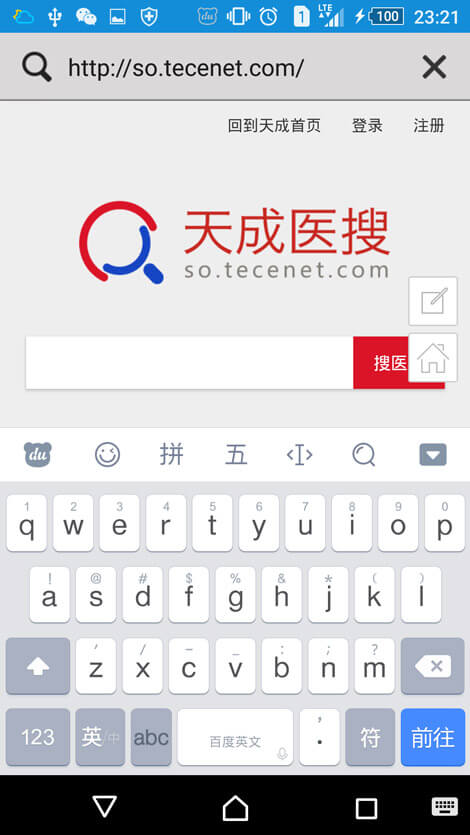 LTE 1 100 23:21
http://so.tecenet.com/
回到天成首页 登录 注册
天成医搜
so.tecenet.com
搜医
du 拼 五
1 2 3 4 5 6 7 8 9 0
q w e r t y u i o p
! @ # $ % & * ( )
a s d f g h j k l
' / - _ : ; ?
z x c v b n m
123 英/中 abc 百度英文 , . 符 前往